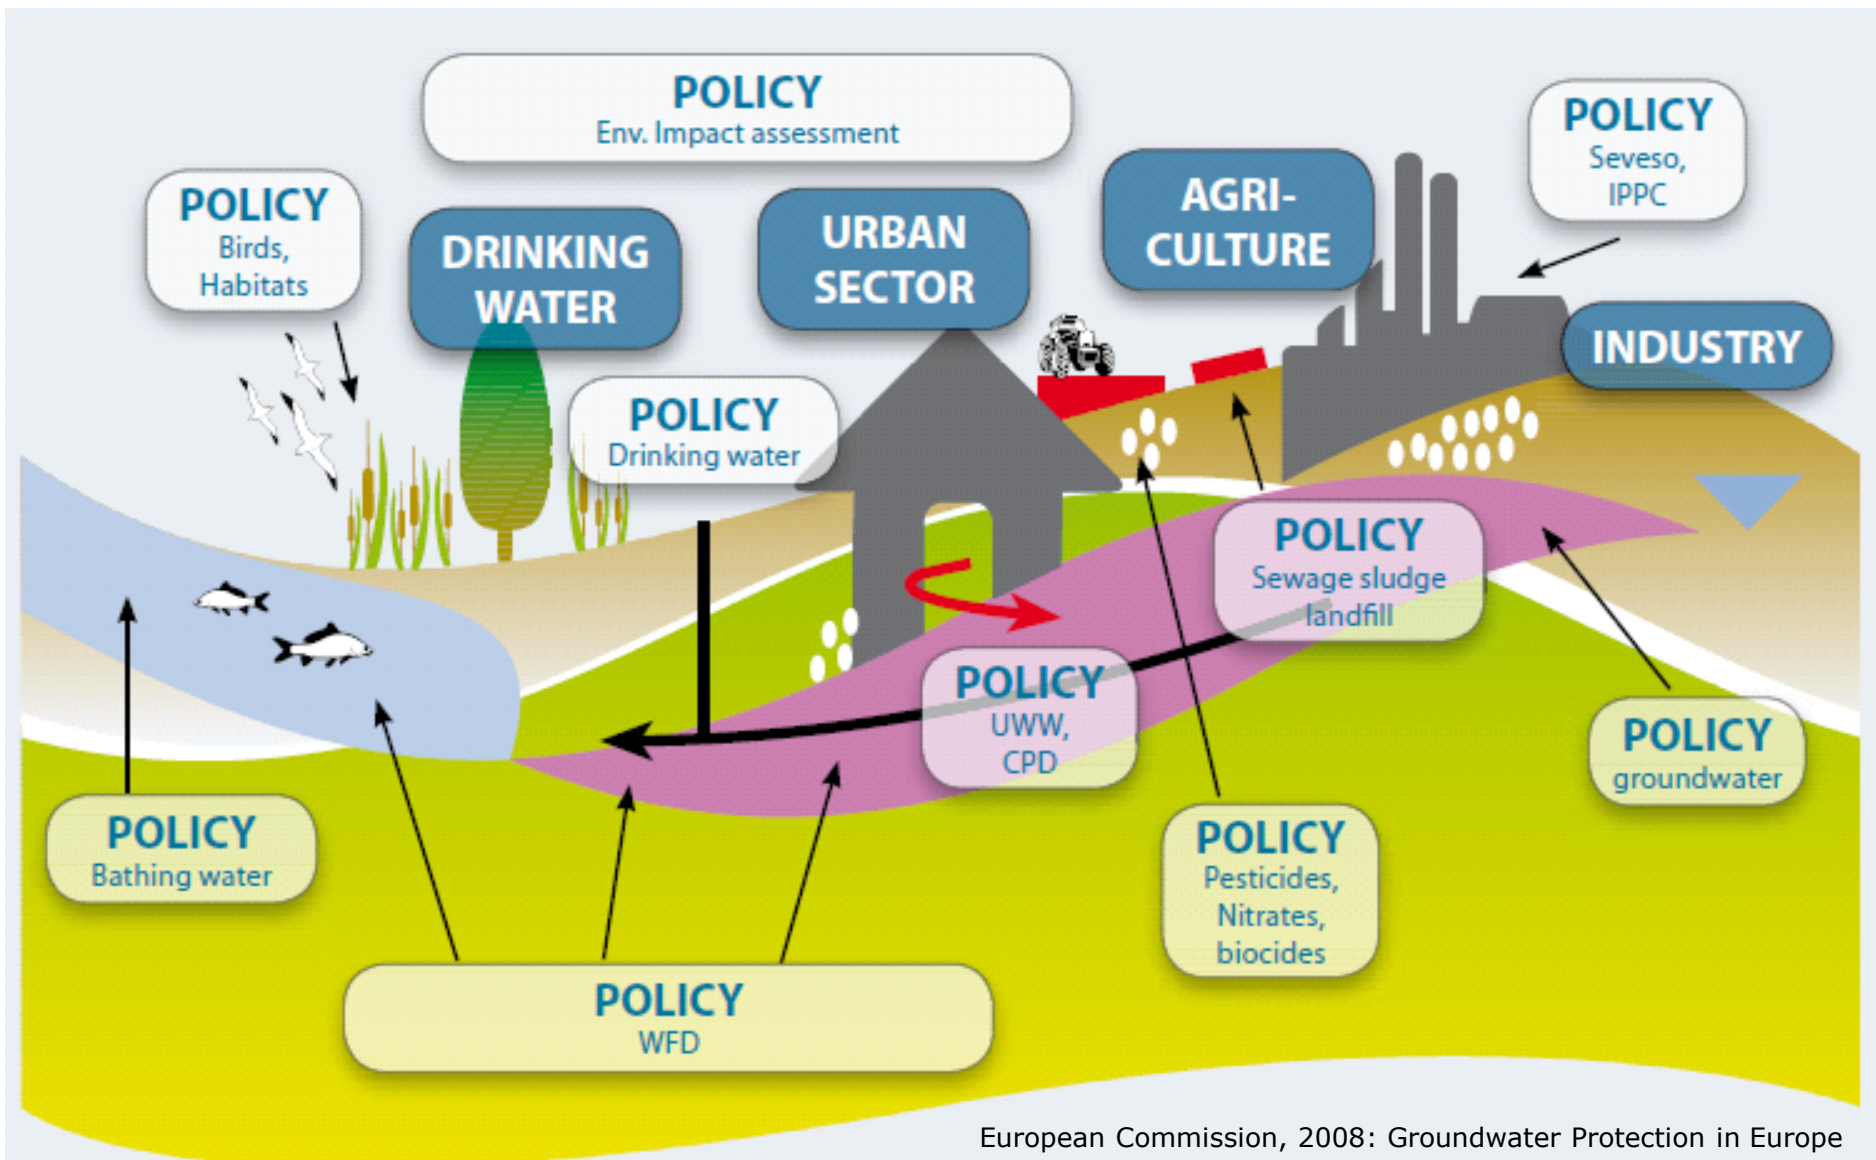 POLICY
Env. Impact assessment
POLICY
Seveso,
IPPC
POLICY
Birds,
Habitats
DRINKING
WATER
URBAN
SECTOR
AGRI-
CULTURE
INDUSTRY
POLICY
Drinking water
POLICY
Sewage sludge
landfill
POLICY
UWW,
CPD
POLICY
groundwater
POLICY
Bathing water
POLICY
Pesticides,
Nitrates,
biocides
POLICY
WFD
European Commission, 2008: Groundwater Protection in Europe